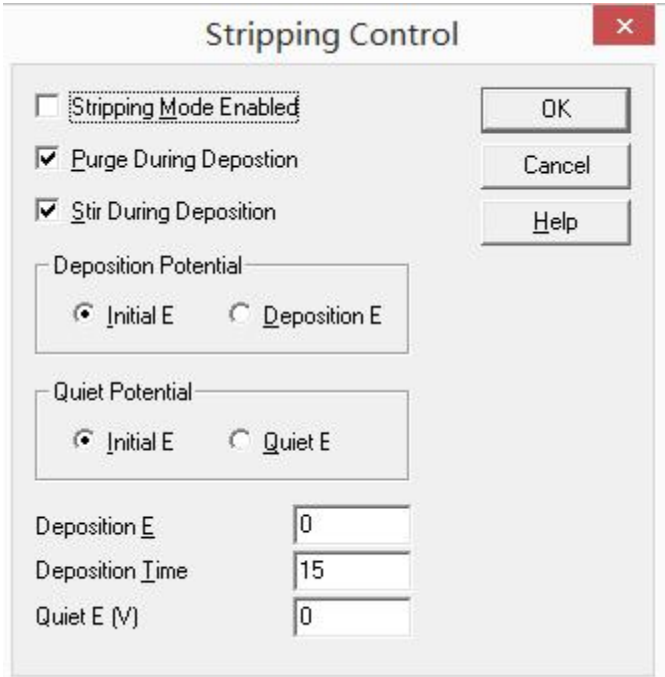 Stripping Control
Stripping Mode Enabled
OK
Purge During Depostion
Cancel
Stir During Deposition
Help
Deposition Potential
Initial E
Deposition E
Quiet Potential
Initial E
Quiet E
Deposition E
0
Deposition Time
15
Quiet E (V)
0